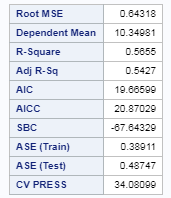 Root MSE 0.64318
Dependent Mean 10.34981
R-Square 0.5655
Adj R-Sq 0.5427
AIC 19.66599
AICC 20.87029
SBC -67.64329
ASE (Train) 0.38911
ASE (Test) 0.48747
CV PRESS 34.08099